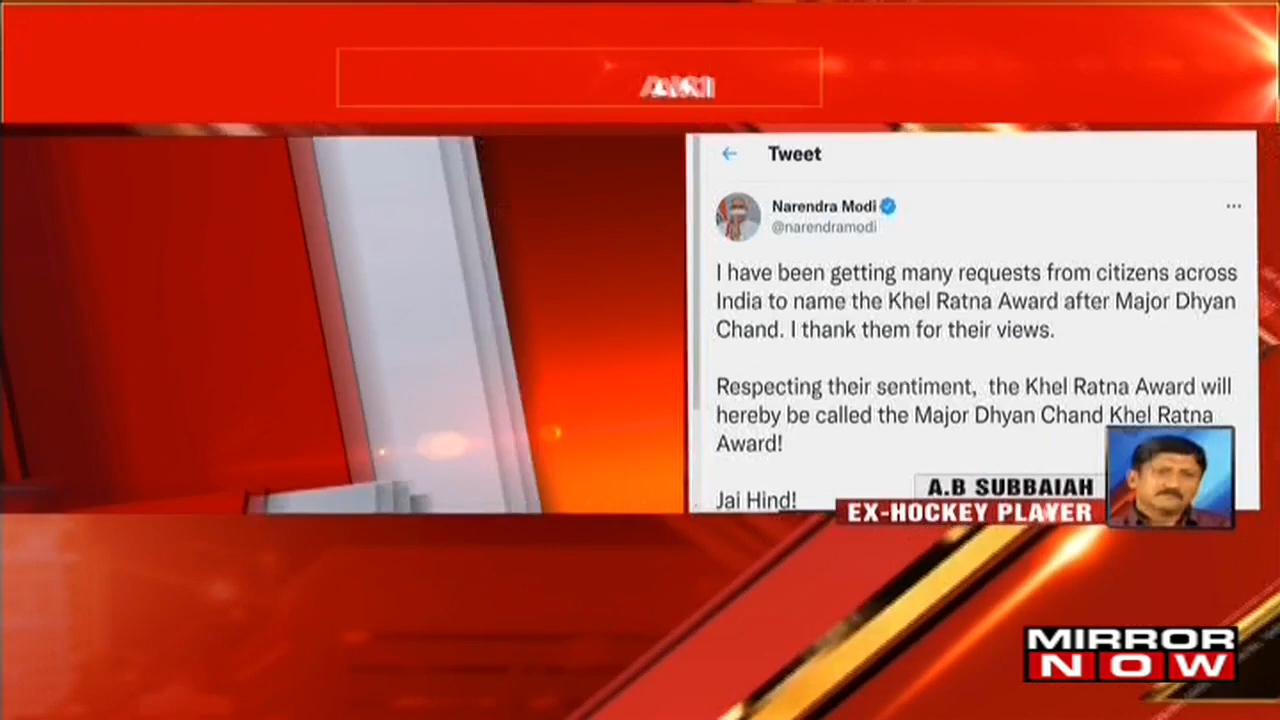 Tweet
Narendra Modi
@narendramodi
I have been getting many requests from citizens across
India to name the Khel Ratna Award after Major Dhyan
Chand. I thank them for their views.
Respecting their sentiment, the Khel Ratna Award will
hereby be called the Major Dhyan Chand Khel Ratna
Award!
Jai Hind!
A.B SUBBAIAH
EX-HOCKEY PLAYER
MIRROR
NOW